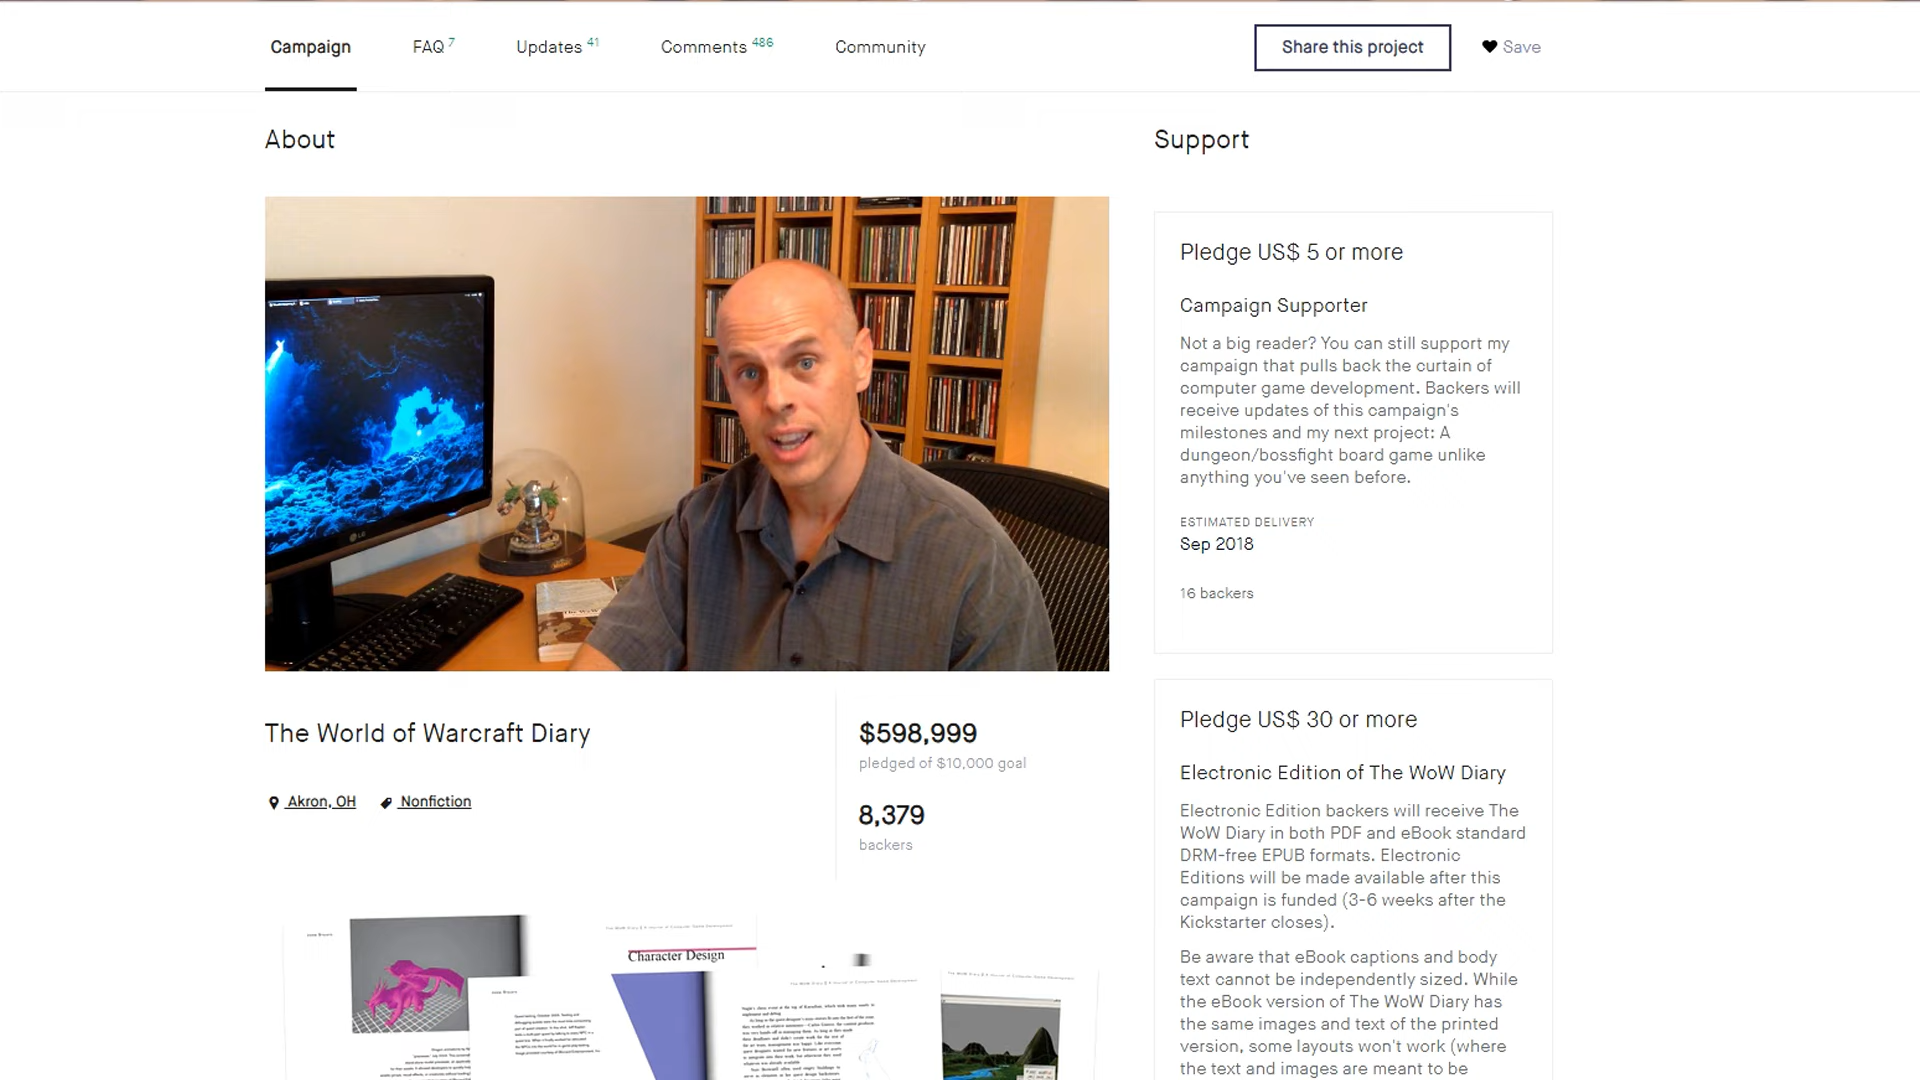 Campaign
FAQ 7
Updates 41
Comments 486
Community
Share this project
Save
About
Support
Pledge US$ 5 or more
Campaign Supporter
Not a big reader? You can still support my
campaign that pulls back the curtain of
computer game development. Backers will
receive updates of this campaign's
milestones and my next project: A
dungeon/bossfight board game unlike
anything you've seen before.
ESTIMATED DELIVERY
Sep 2018
16 backers
LG
The World of Warcraft Diary
Akron, OH
Nonfiction
$598,999
pledged of $10,000 goal
8,379
backers
Character Design
Pledge US$ 30 or more
Electronic Edition of The WoW Diary
Electronic Edition backers will receive The
WoW Diary in both PDF and eBook standard
DRM-free EPUB formats. Electronic
Editions will be made available after this
campaign is funded (3-6 weeks after the
Kickstarter closes).
Be aware that eBook captions and body
text cannot be independently sized. While
the eBook version of The WoW Diary has
the same images and text of the printed
version, some layouts won't work (where
the text and images are meant to be